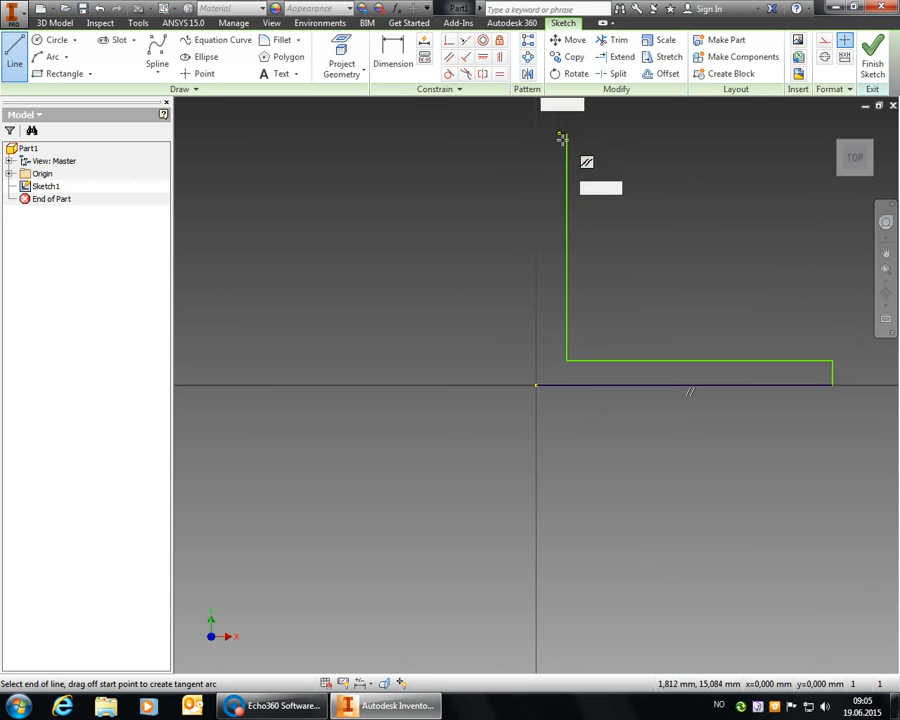 PRO
Material
Appearance
Part1
Type a keyword or phrase
Sign In
3D Model Inspect Tools ANSYS 15.0 Manage View Environments BIM Get Started Add-Ins Autodesk 360 Sketch
Line
Circle
Arc
Rectangle
Slot
Spline
Equation Curve
Ellipse
Point
Fillet
Polygon
Text
Project
Geometry
Dimension
Move
Copy
Rotate
Trim
Extend
Split
Scale
Stretch
Offset
Make Part
Make Components
Create Block
Finish
Sketch
Draw Constrain Pattern Modify Layout Insert Format Exit
Model
Part1
View: Master
Origin
Sketch1
End of Part
TOP
Y
X
Select end of line, drag off start point to create tangent arc
1,812 mm, 15,084 mm x=0,000 mm y=0,000 mm 1 1
Echo360 Software...
Autodesk Invento...
NO
09:05
19.06.2015